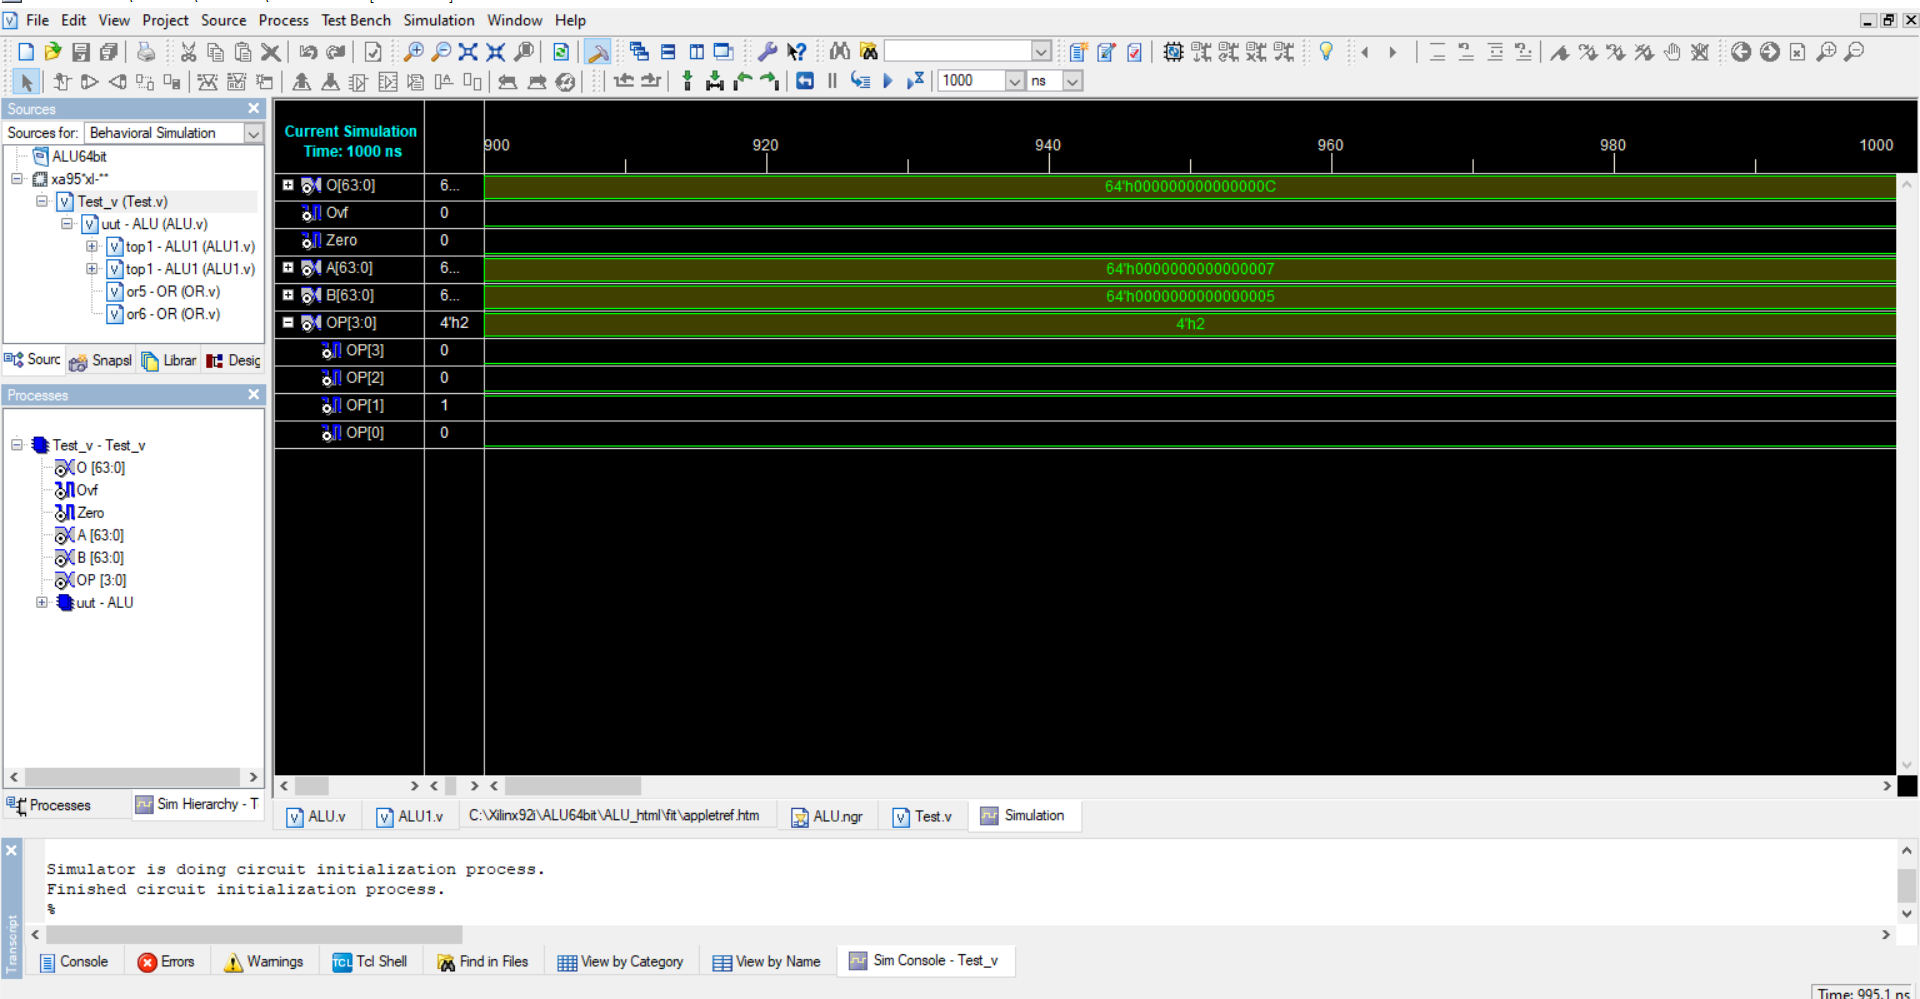 File Edit View Project Source Process Test Bench Simulation Window Help
1000 ns
Sources
Sources for: Behavioral Simulation
ALU64bit
xa95*xl-**
Test_v (Test.v)
uut - ALU (ALU.v)
top1 - ALU1 (ALU1.v)
top1 - ALU1 (ALU1.v)
or5 - OR (OR.v)
or6 - OR (OR.v)
Sourc Snapsl Librar Desig
Processes
Test_v - Test_v
O [63:0]
Ovf
Zero
A [63:0]
B [63:0]
OP [3:0]
uut - ALU
Processes Sim Hierarchy - T
Current Simulation
Time: 1000 ns
900 920 940 960 980 1000
O[63:0] 6... 64'h000000000000000C
Ovf 0
Zero 0
A[63:0] 6... 64'h0000000000000007
B[63:0] 6... 64'h0000000000000005
OP[3:0] 4'h2 4'h2
OP[3] 0
OP[2] 0
OP[1] 1
OP[0] 0
ALU.v ALU1.v C:\Xilinx92i\ALU64bit\ALU_html\fit\appletref.htm ALU.ngr Test.v Simulation
Transcript
Simulator is doing circuit initialization process.
Finished circuit initialization process.
%
Console Errors Warnings TCL Tcl Shell Find in Files View by Category View by Name Sim Console - Test_v
Time: 995.1 ns